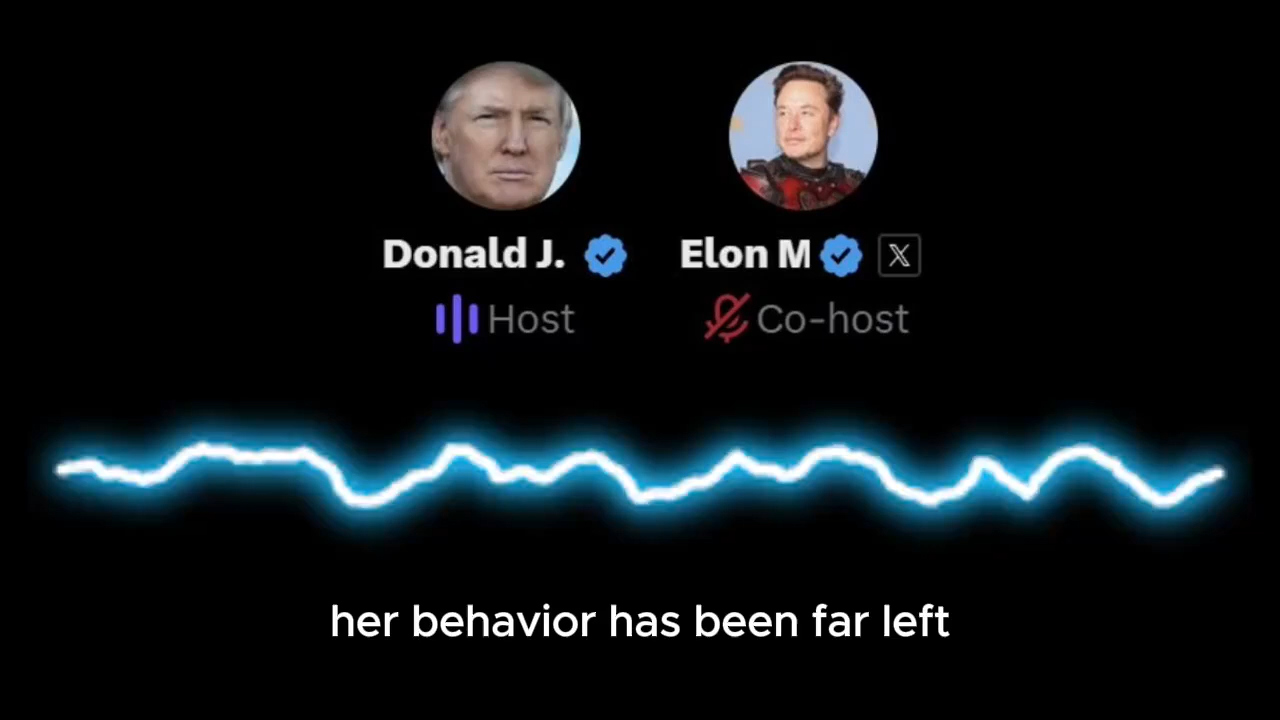 Donald J.
Elon M X
Host
Co-host
her behavior has been far left